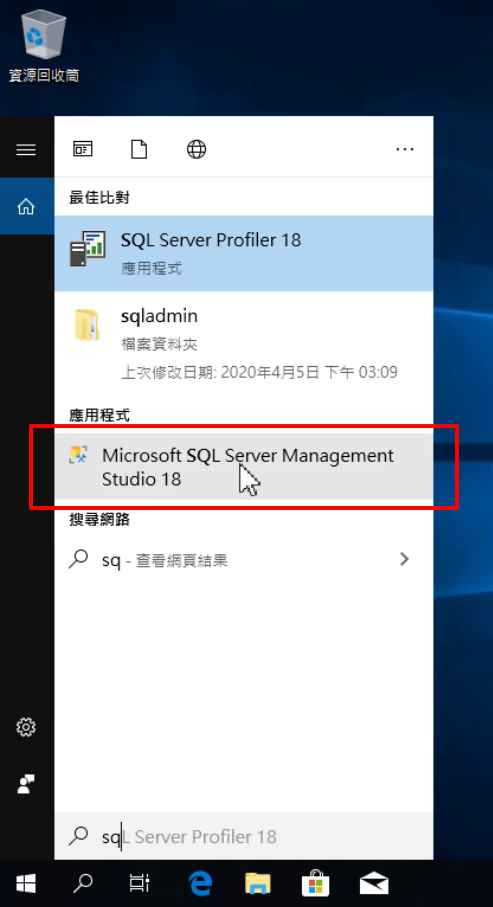 資源回收筒
最佳比對
SQL Server Profiler 18
應用程式
sqladmin
檔案資料夾
上次修改日期: 2020年4月5日 下午 03:09
應用程式
Microsoft SQL Server Management
Studio 18
搜尋網路
sq - 查看網頁結果
sqL Server Profiler 18